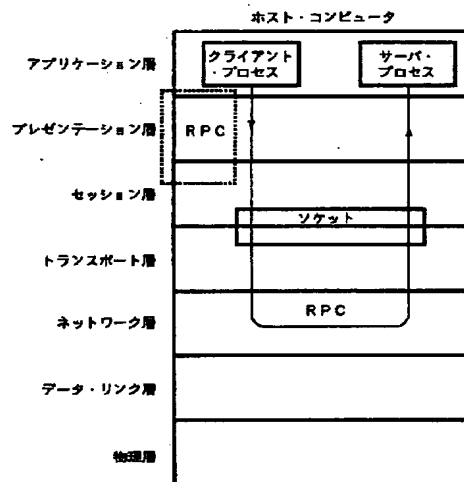 ホスト・コンピュータ
アプリケーション層
クライアント
・プロセス
サーバ・
プロセス
プレゼンテーション層
RPC
セッション層
ソケット
トランスポート層
ネットワーク層
RPC
データ・リンク層
物理層